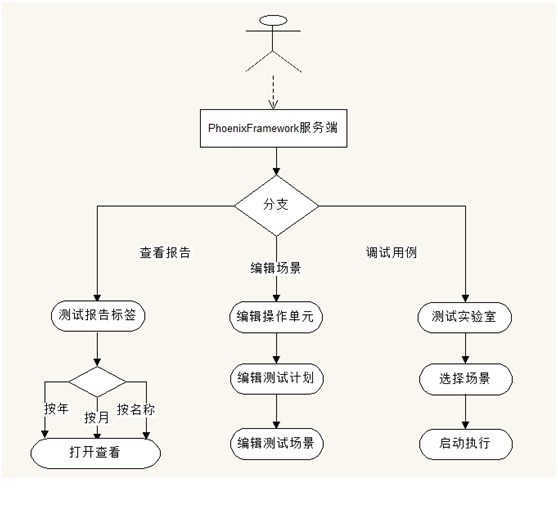 PhoenixFramework服务端
分支
查看报告
编辑场景
调试用例
测试报告标签
编辑操作单元
测试实验室
编辑测试计划
选择场景
按年
按月
按名称
打开查看
编辑测试场景
启动执行